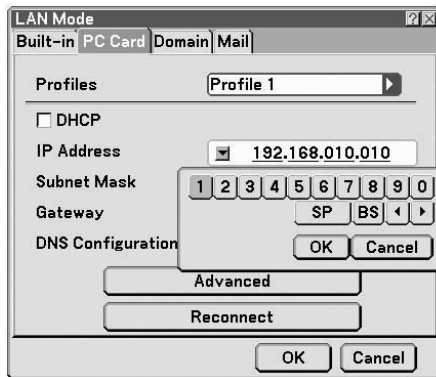 LAN Mode
Built-in PC Card Domain Mail
Profiles Profile 1
DHCP
IP Address 192.168.010.010
Subnet Mask
1 2 3 4 5 6 7 8 9 0
Gateway SP BS
DNS Configuration OK Cancel
Advanced
Reconnect
OK Cancel